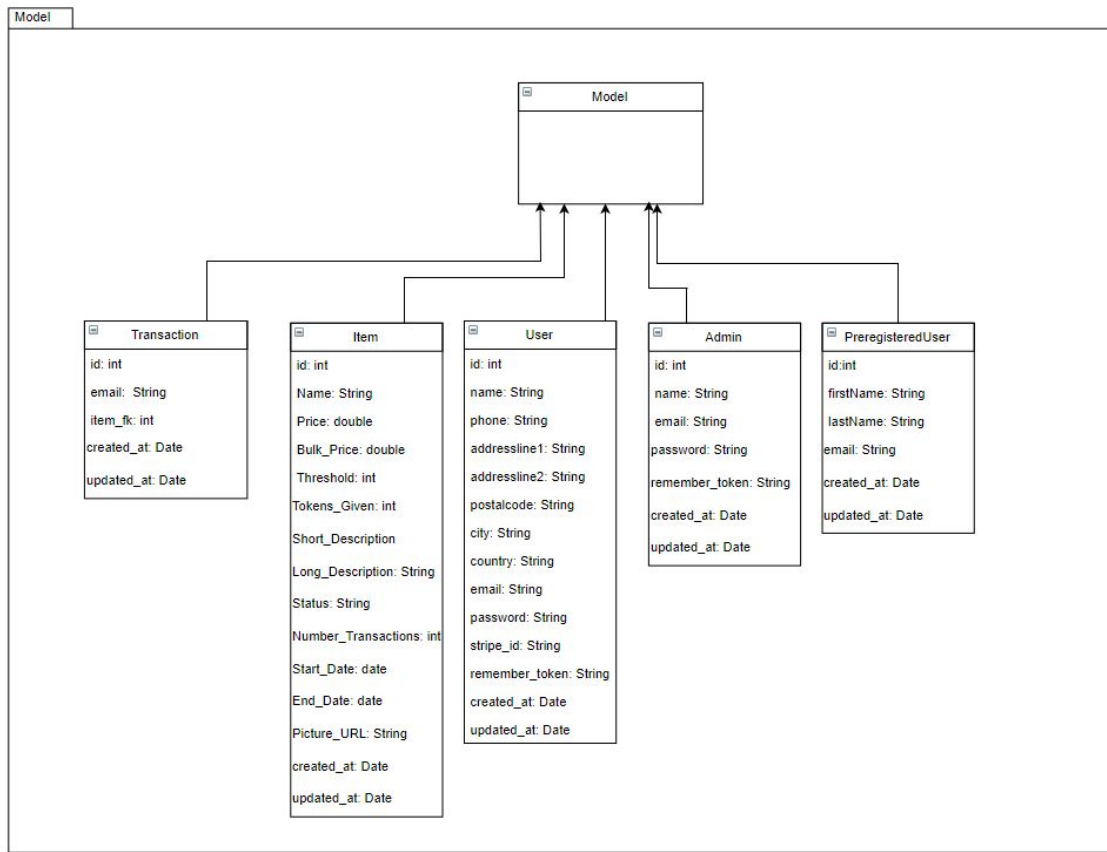 Model
Model
Transaction
id: int
email: String
item_fk: int
created_at: Date
updated_at: Date
Item
id: int
Name: String
Price: double
Bulk_Price: double
Threshold: int
Tokens_Given: int
Short_Description
Long_Description: String
Status: String
Number_Transactions: int
Start_Date: date
End_Date: date
Picture_URL: String
created_at: Date
updated_at: Date
User
id: int
name: String
phone: String
addressline1: String
addressline2: String
postalcode: String
city: String
country: String
email: String
password: String
stripe_id: String
remember_token: String
created_at: Date
updated_at: Date
Admin
id: int
name: String
email: String
password: String
remember_token: String
created_at: Date
updated_at: Date
PreregisteredUser
id:int
firstName: String
lastName: String
email: String
created_at: Date
updated_at: Date